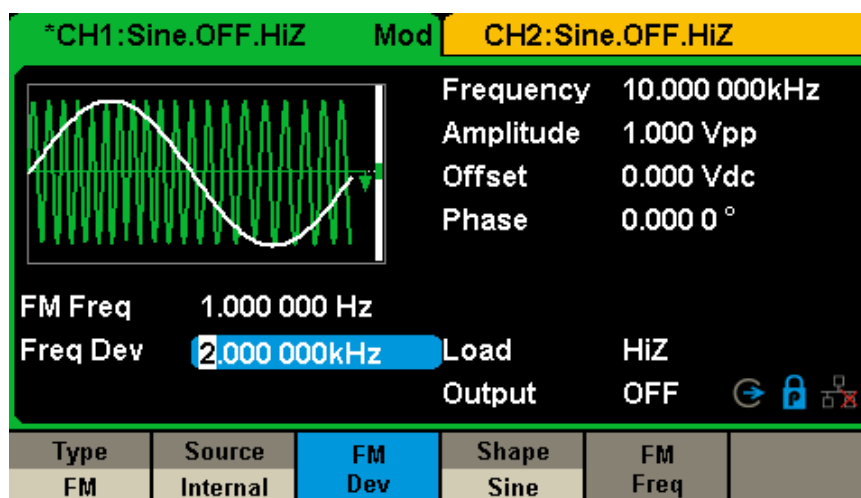 *CH1:Sine.OFF.HiZ Mod CH2:Sine.OFF.HiZ
Frequency 10.000 000kHz
Amplitude 1.000 Vpp
Offset 0.000 Vdc
Phase 0.000 0 °
FM Freq 1.000 000 Hz
Freq Dev 2.000 000kHz Load HiZ
Output OFF P
Type Source FM Shape FM
FM Internal Dev Sine Freq